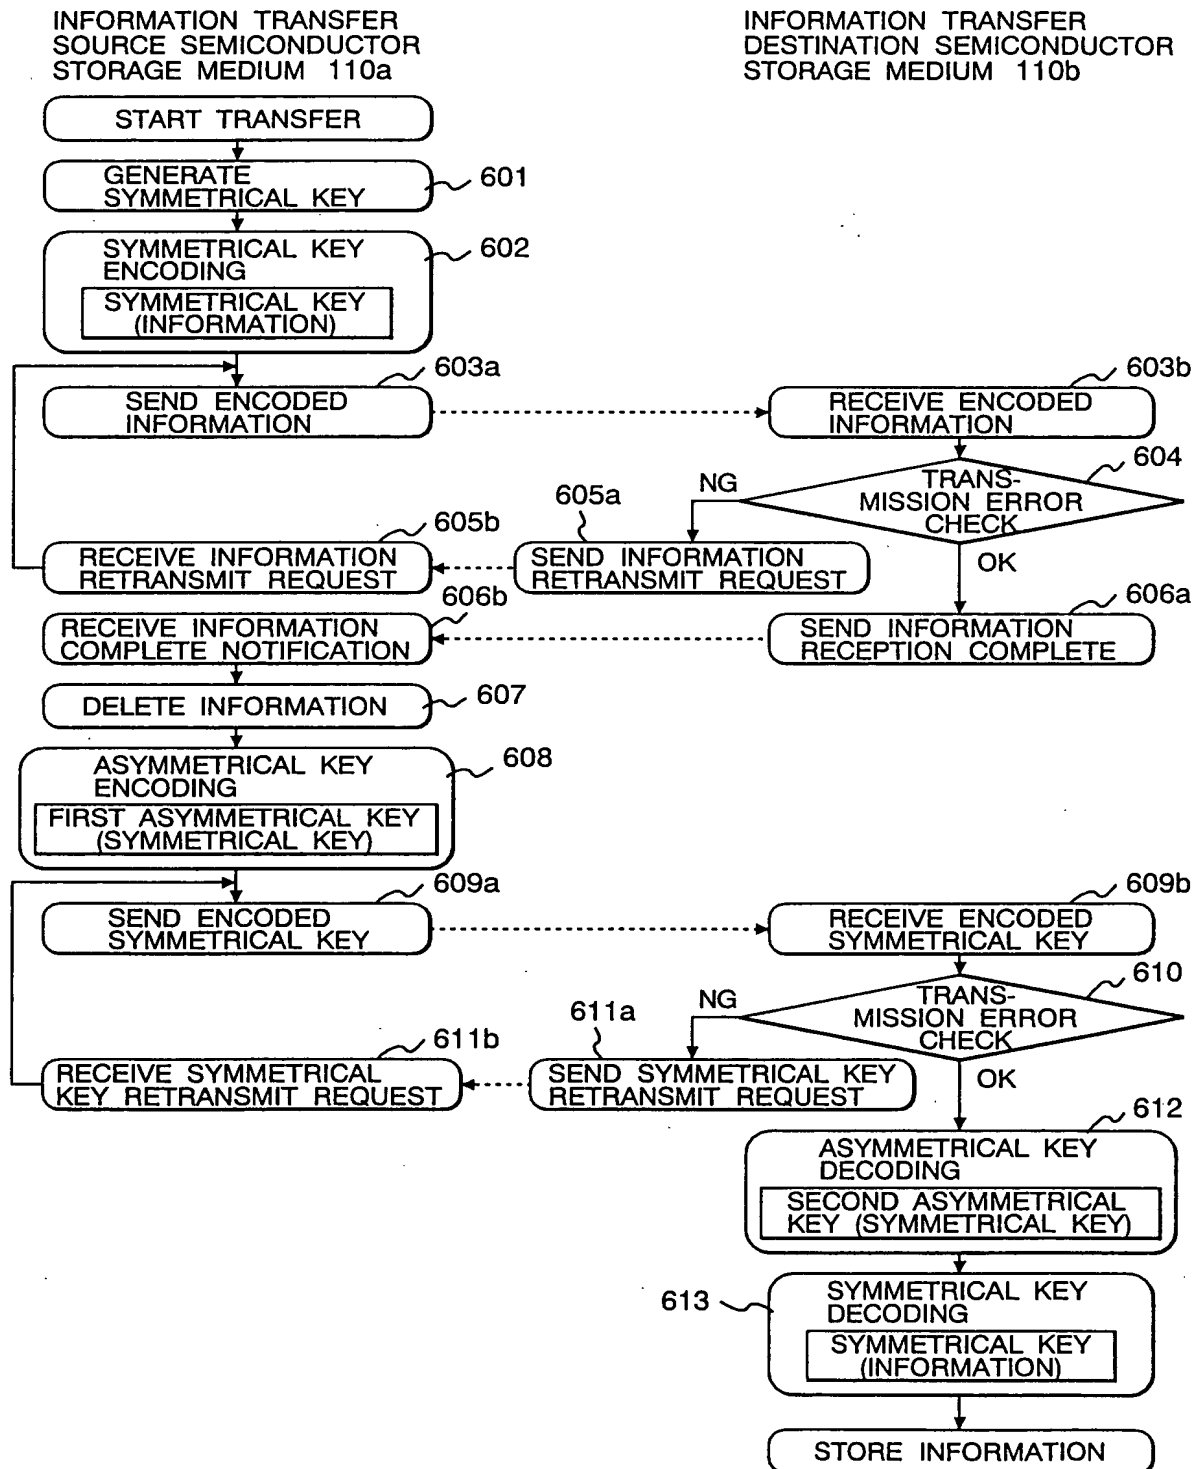 INFORMATION TRANSFER
SOURCE SEMICONDUCTOR
STORAGE MEDIUM 110a
INFORMATION TRANSFER
DESTINATION SEMICONDUCTOR
STORAGE MEDIUM 110b
START TRANSFER
GENERATE
SYMMETRICAL KEY
601
SYMMETRICAL KEY
ENCODING
602
SYMMETRICAL KEY
(INFORMATION)
603a
SEND ENCODED
INFORMATION
603b
RECEIVE ENCODED
INFORMATION
604
TRANS-
MISSION ERROR
CHECK
NG
OK
605a
SEND INFORMATION
RETRANSMIT REQUEST
605b
RECEIVE INFORMATION
RETRANSMIT REQUEST
606a
SEND INFORMATION
RECEPTION COMPLETE
606b
RECEIVE INFORMATION
COMPLETE NOTIFICATION
DELETE INFORMATION
607
ASYMMETRICAL KEY
ENCODING
608
FIRST ASYMMETRICAL KEY
(SYMMETRICAL KEY)
609a
SEND ENCODED
SYMMETRICAL KEY
609b
RECEIVE ENCODED
SYMMETRICAL KEY
610
TRANS-
MISSION ERROR
CHECK
NG
OK
611a
SEND SYMMETRICAL KEY
RETRANSMIT REQUEST
611b
RECEIVE SYMMETRICAL
KEY RETRANSMIT REQUEST
612
ASYMMETRICAL KEY
DECODING
SECOND ASYMMETRICAL
KEY (SYMMETRICAL KEY)
613
SYMMETRICAL KEY
DECODING
SYMMETRICAL KEY
(INFORMATION)
STORE INFORMATION